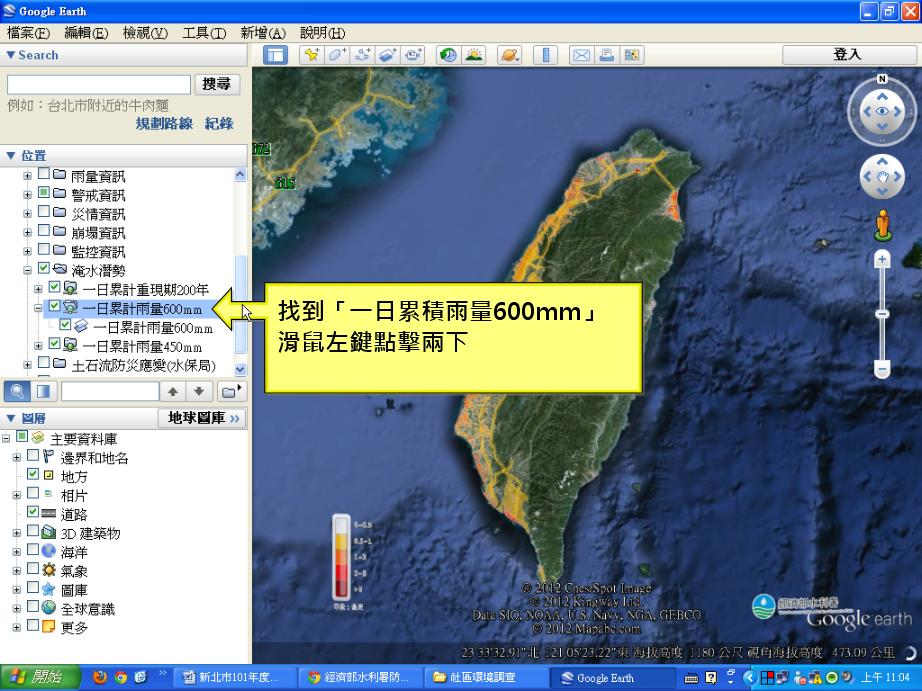 Google Earth
檔案(F) 編輯(E) 檢視(V) 工具(T) 新增(A) 說明(H)
Search
登入
搜尋
例如：台北市附近的牛肉麵
規劃路線 紀錄
位置
雨量資訊
警戒資訊
災情資訊
崩塌資訊
監控資訊
淹水潛勢
一日累計重現期200年
一日累計雨量600mm
一日累計雨量600mm
一日累計雨量450mm
土石流防災應變(水保局)
找到「一日累積雨量600mm」
滑鼠左鍵點擊兩下
圖層
地球圖庫 »
主要資料庫
邊界和地名
地方
相片
道路
3D 建築物
海洋
氣象
圖庫
全球意識
更多
N
G72
G15
© 2012 Cnes/Spot Image
© 2012 Kingway Ltd.
Data SIO, NOAA, U.S. Navy, NGA, GEBCO
© 2012 Mapabc.com
經濟部水利署
Google earth
23°33'32.91"北 121°05'23.22"東 海拔高度 1180 公尺 視角海拔高度 473.09 公里
開始
新北市101年度...
經濟部水利署防...
社區環境調查
Google Earth
上午 11:04